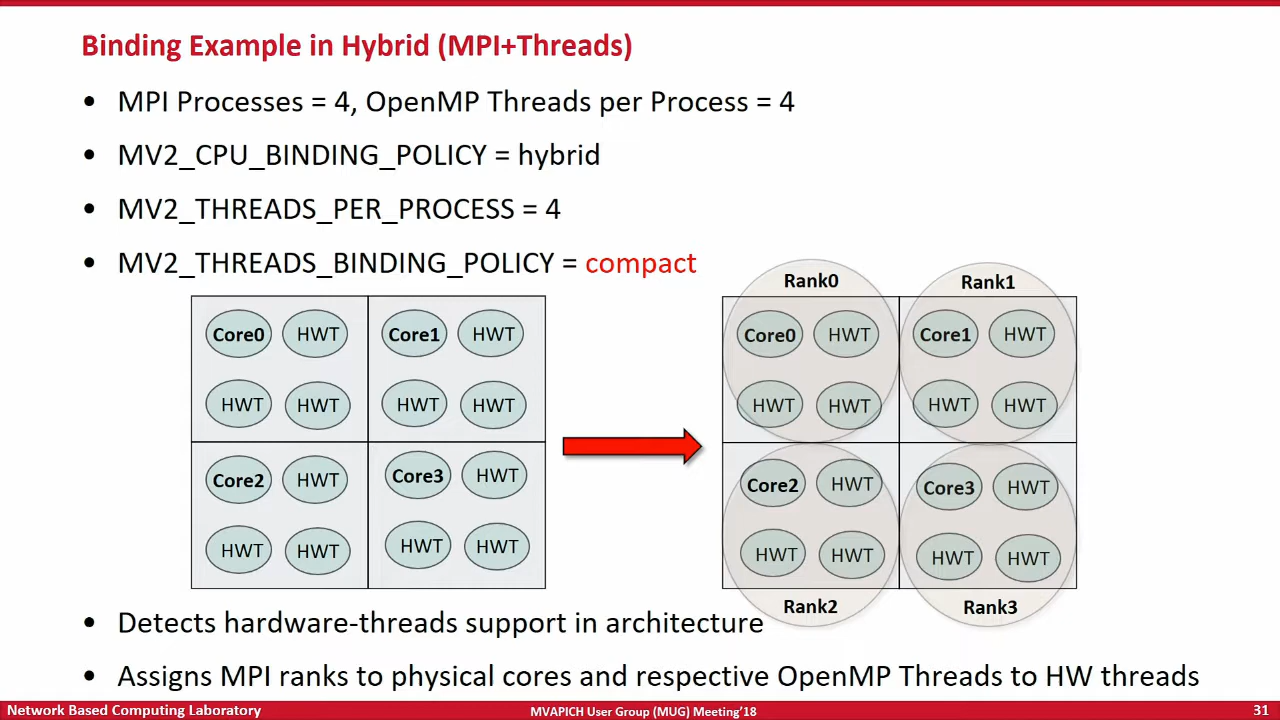 Binding Example in Hybrid (MPI+Threads)
• MPI Processes = 4, OpenMP Threads per Process = 4
• MV2_CPU_BINDING_POLICY = hybrid
• MV2_THREADS_PER_PROCESS = 4
• MV2_THREADS_BINDING_POLICY = compact
Core0 HWT Core1 HWT
HWT HWT HWT HWT
Core2 HWT Core3 HWT
HWT HWT HWT HWT
Rank0 Rank1
Core0 HWT Core1 HWT
HWT HWT HWT HWT
Core2 HWT Core3 HWT
HWT HWT HWT HWT
Rank2 Rank3
• Detects hardware-threads support in architecture
• Assigns MPI ranks to physical cores and respective OpenMP Threads to HW threads
Network Based Computing Laboratory MVAPICH User Group (MUG) Meeting'18 31